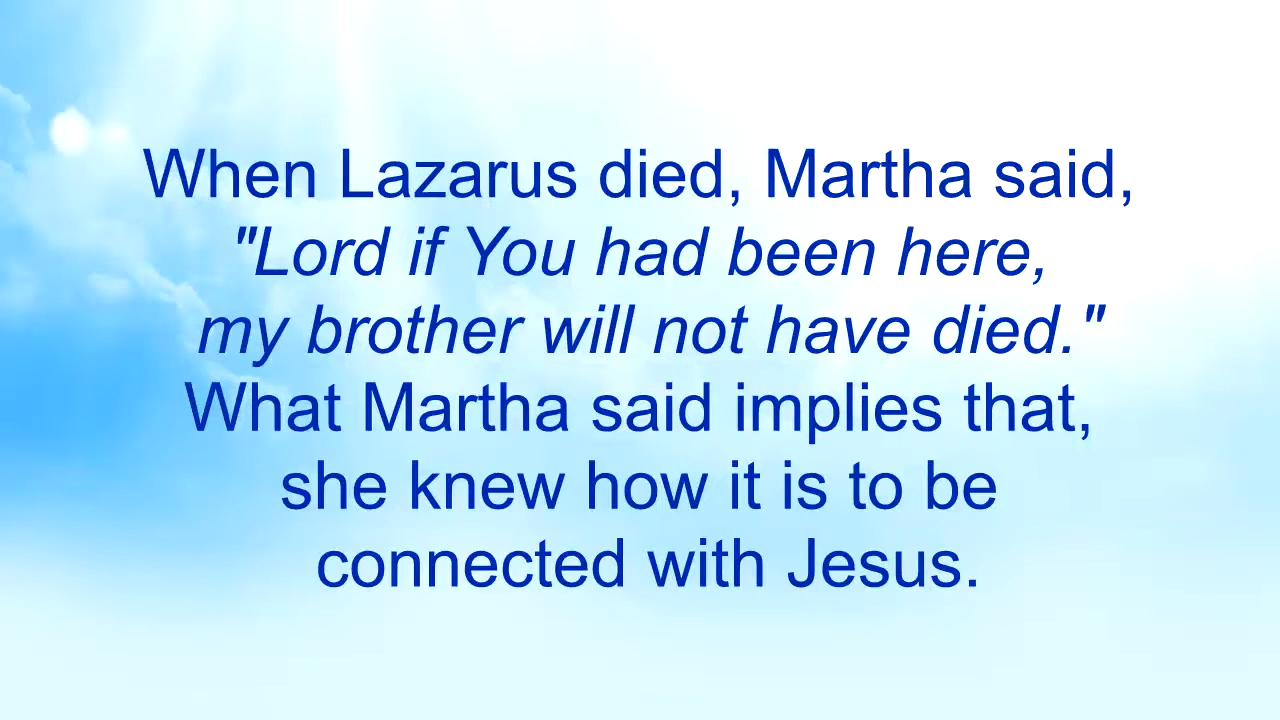 When Lazarus died, Martha said,
"Lord if You had been here,
my brother will not have died."
What Martha said implies that,
she knew how it is to be
connected with Jesus.